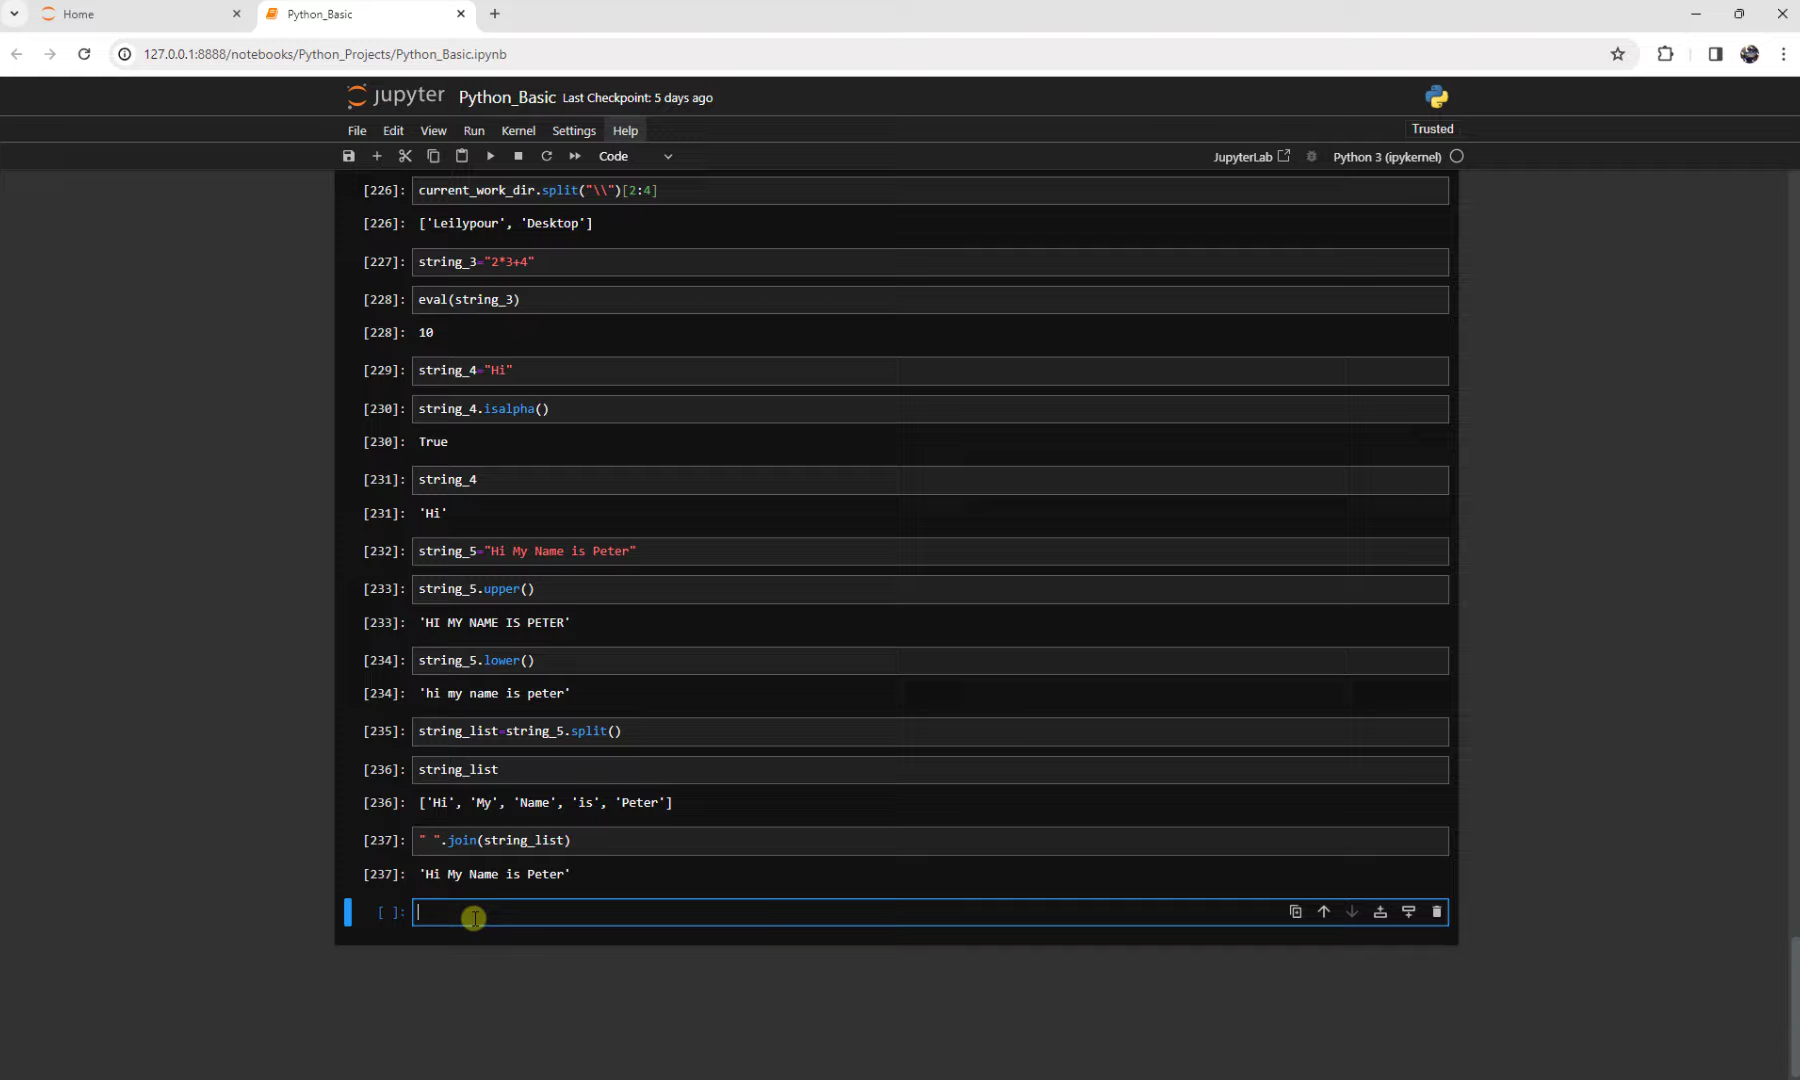 Home
Python_Basic
127.0.0.1:8888/notebooks/Python_Projects/Python_Basic.ipynb
jupyter Python_Basic Last Checkpoint: 5 days ago
File Edit View Run Kernel Settings Help Trusted
Code JupyterLab Python 3 (ipykernel)
[226]: current_work_dir.split("\\")[2:4]
[226]: ['Leilypour', 'Desktop']
[227]: string_3="2*3+4"
[228]: eval(string_3)
[228]: 10
[229]: string_4="Hi"
[230]: string_4.isalpha()
[230]: True
[231]: string_4
[231]: 'Hi'
[232]: string_5="Hi My Name is Peter"
[233]: string_5.upper()
[233]: 'HI MY NAME IS PETER'
[234]: string_5.lower()
[234]: 'hi my name is peter'
[235]: string_list=string_5.split()
[236]: string_list
[236]: ['Hi', 'My', 'Name', 'is', 'Peter']
[237]: " ".join(string_list)
[237]: 'Hi My Name is Peter'
[ ]: